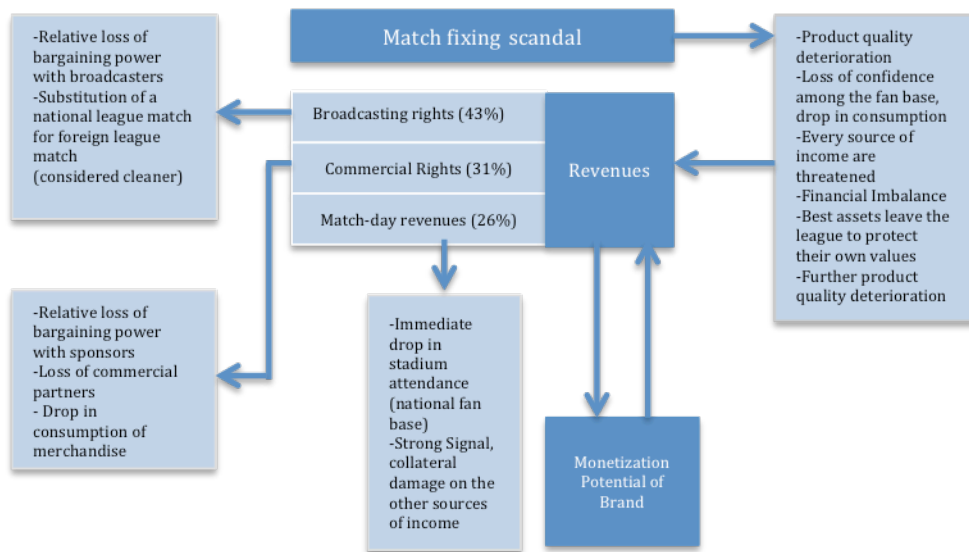 Match fixing scandal
-Relative loss of
bargaining power
with broadcasters
-Substitution of a
national league match
for foreign league
match
(considered cleaner)
Broadcasting rights (43%)
Commercial Rights (31%)
Match-day revenues (26%)
Revenues
-Product quality
deterioration
-Loss of confidence
among the fan base,
drop in consumption
-Every source of
income are
threatened
-Financial Imbalance
-Best assets leave the
league to protect
their own values
-Further product
quality deterioration
-Relative loss of
bargaining power
with sponsors
-Loss of commercial
partners
- Drop in
consumption of
merchandise
-Immediate
drop in
stadium
attendance
(national fan
base)
-Strong Signal,
collateral
damage on the
other sources
of income
Monetization
Potential of
Brand